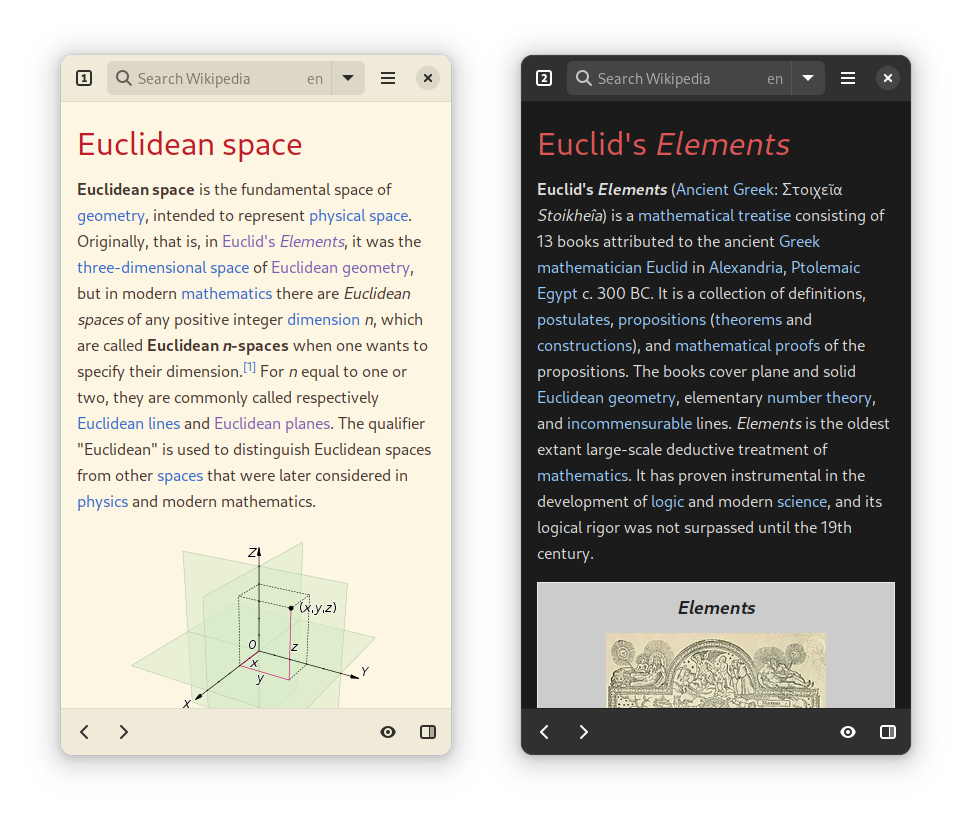 1
Search Wikipedia en
Euclidean space
Euclidean space is the fundamental space of
geometry, intended to represent physical space.
Originally, that is, in Euclid's Elements, it was the
three-dimensional space of Euclidean geometry,
but in modern mathematics there are Euclidean
spaces of any positive integer dimension n, which
are called Euclidean n-spaces when one wants to
specify their dimension.[1] For n equal to one or
two, they are commonly called respectively
Euclidean lines and Euclidean planes. The qualifier
"Euclidean" is used to distinguish Euclidean spaces
from other spaces that were later considered in
physics and modern mathematics.
Z
(x,y,z)
O
z
x
Y
y
X
2
Search Wikipedia en
Euclid's Elements
Euclid's Elements (Ancient Greek: Στοιχεῖα
Stoikheîa) is a mathematical treatise consisting of
13 books attributed to the ancient Greek
mathematician Euclid in Alexandria, Ptolemaic
Egypt c. 300 BC. It is a collection of definitions,
postulates, propositions (theorems and
constructions), and mathematical proofs of the
propositions. The books cover plane and solid
Euclidean geometry, elementary number theory,
and incommensurable lines. Elements is the oldest
extant large-scale deductive treatment of
mathematics. It has proven instrumental in the
development of logic and modern science, and its
logical rigor was not surpassed until the 19th
century.
Elements